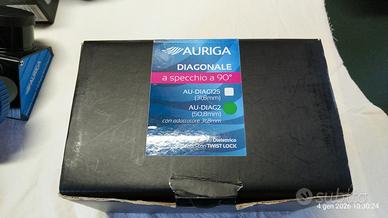 AURIGA
DIAGONALE
a specchio a 90°
AU-DIAG125
(31,8mm)
AU-DIAG2
(50,8mm)
con adattatore 31,8mm
Dielettrico
TWIST LOCK
subito
4 gen 2026 10:30:24